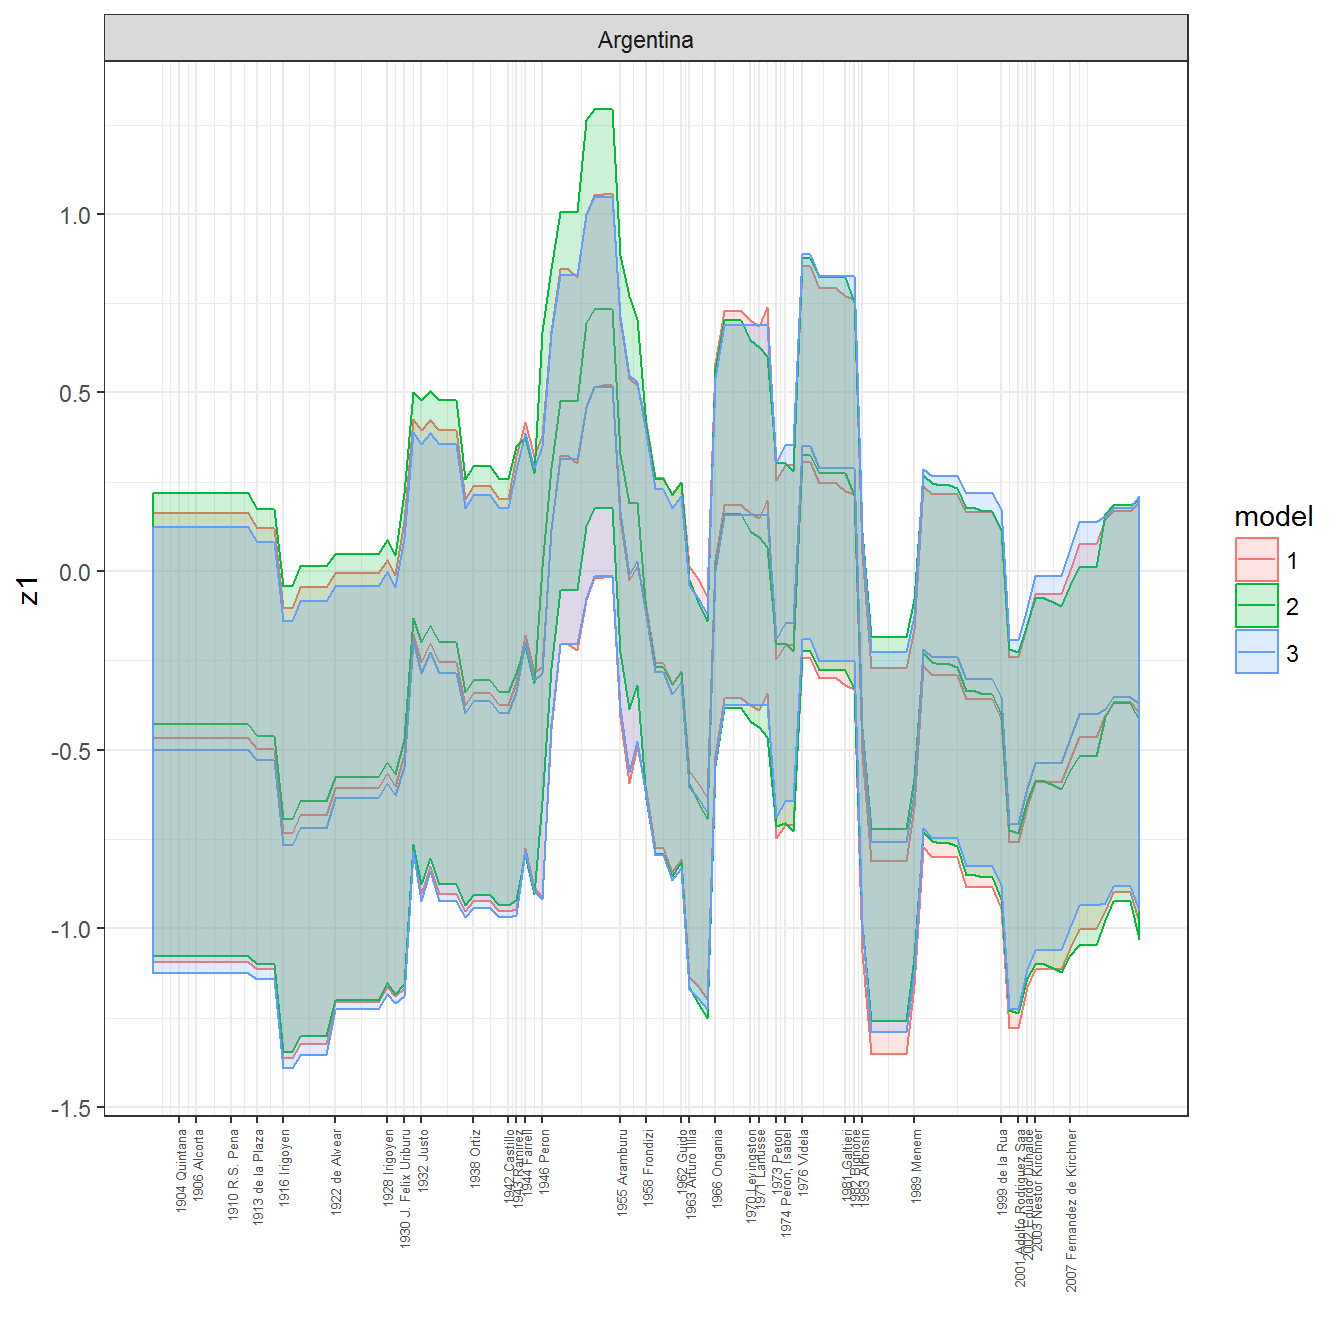 Argentina
1.0
0.5
0.0
-0.5
-1.0
-1.5
z1
1904 Quintana
1906 Alcorta
1910 R.S. Pena
1913 de la Plaza
1916 Irigoyen
1922 de Alvear
1928 Irigoyen
1930 J. Felix Uriburu
1932 Justo
1938 Ortiz
1942 Castillo
1943 Ramirez
1944 Farrell
1946 Peron
1955 Aramburu
1958 Frondizi
1962 Guido
1963 Arturo Illia
1966 Ongania
1970 Levingston
1971 Lanusse
1973 Peron
1974 Peron, Isabel
1976 Videla
1981 Galtieri
1982 Bignone
1983 Alfonsin
1989 Menem
1999 de la Rua
2001 Adolfo Rodriguez Saa
2002 Eduardo Duhalde
2003 Nestor Kirchner
2007 Fernandez de Kirchner
model
1
2
3